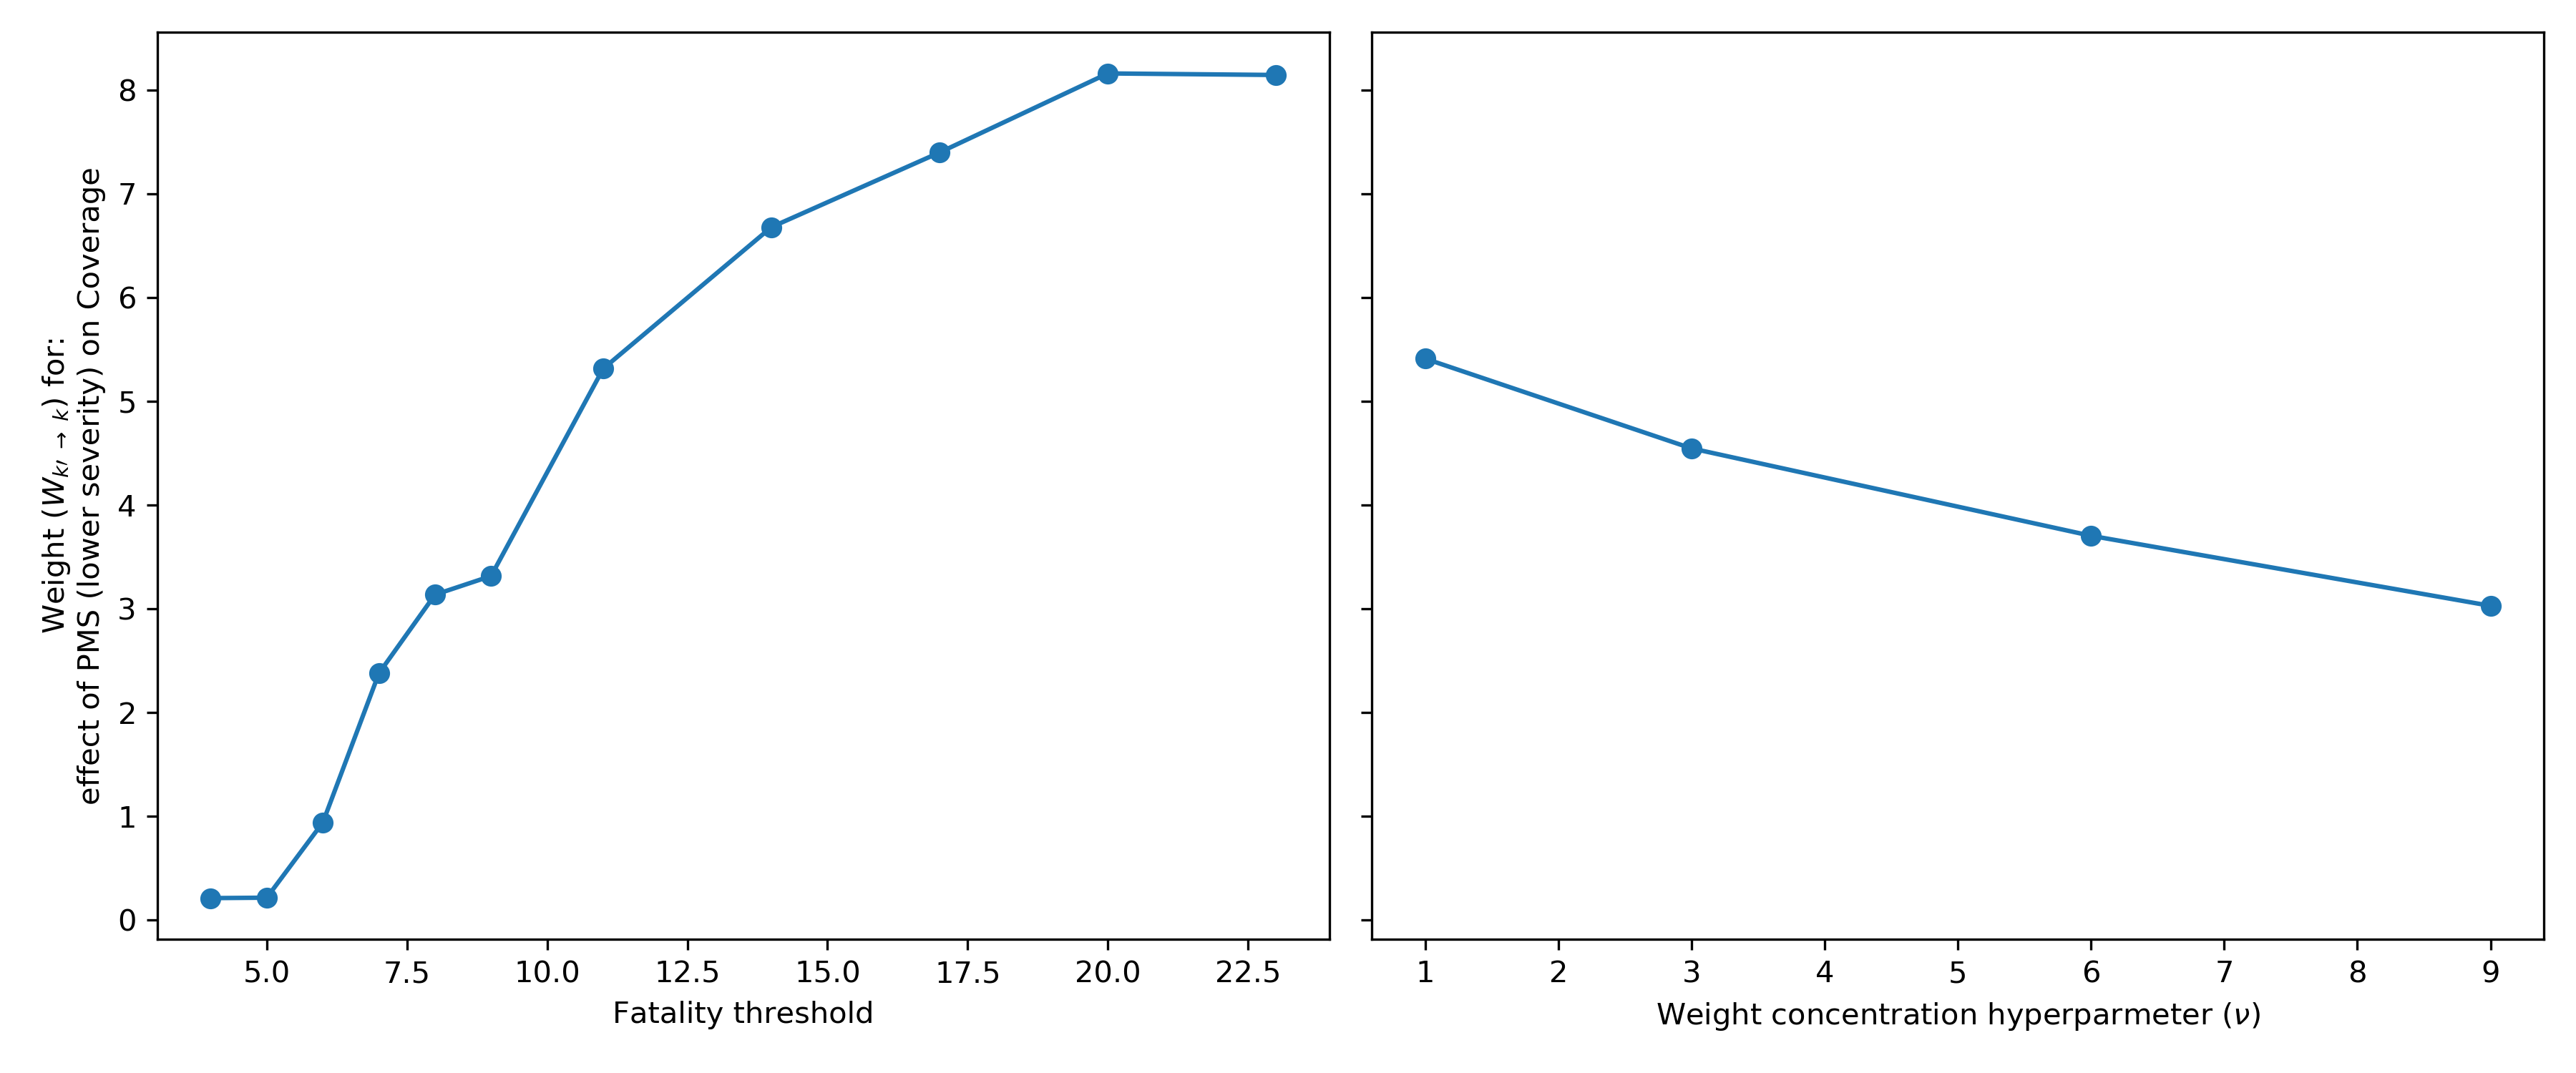 Weight (W_{k′ → k}) for:
effect of PMS (lower severity) on Coverage
8
7
6
5
4
3
2
1
0
5.0 7.5 10.0 12.5 15.0 17.5 20.0 22.5
Fatality threshold
1 2 3 4 5 6 7 8 9
Weight concentration hyperparmeter (ν)